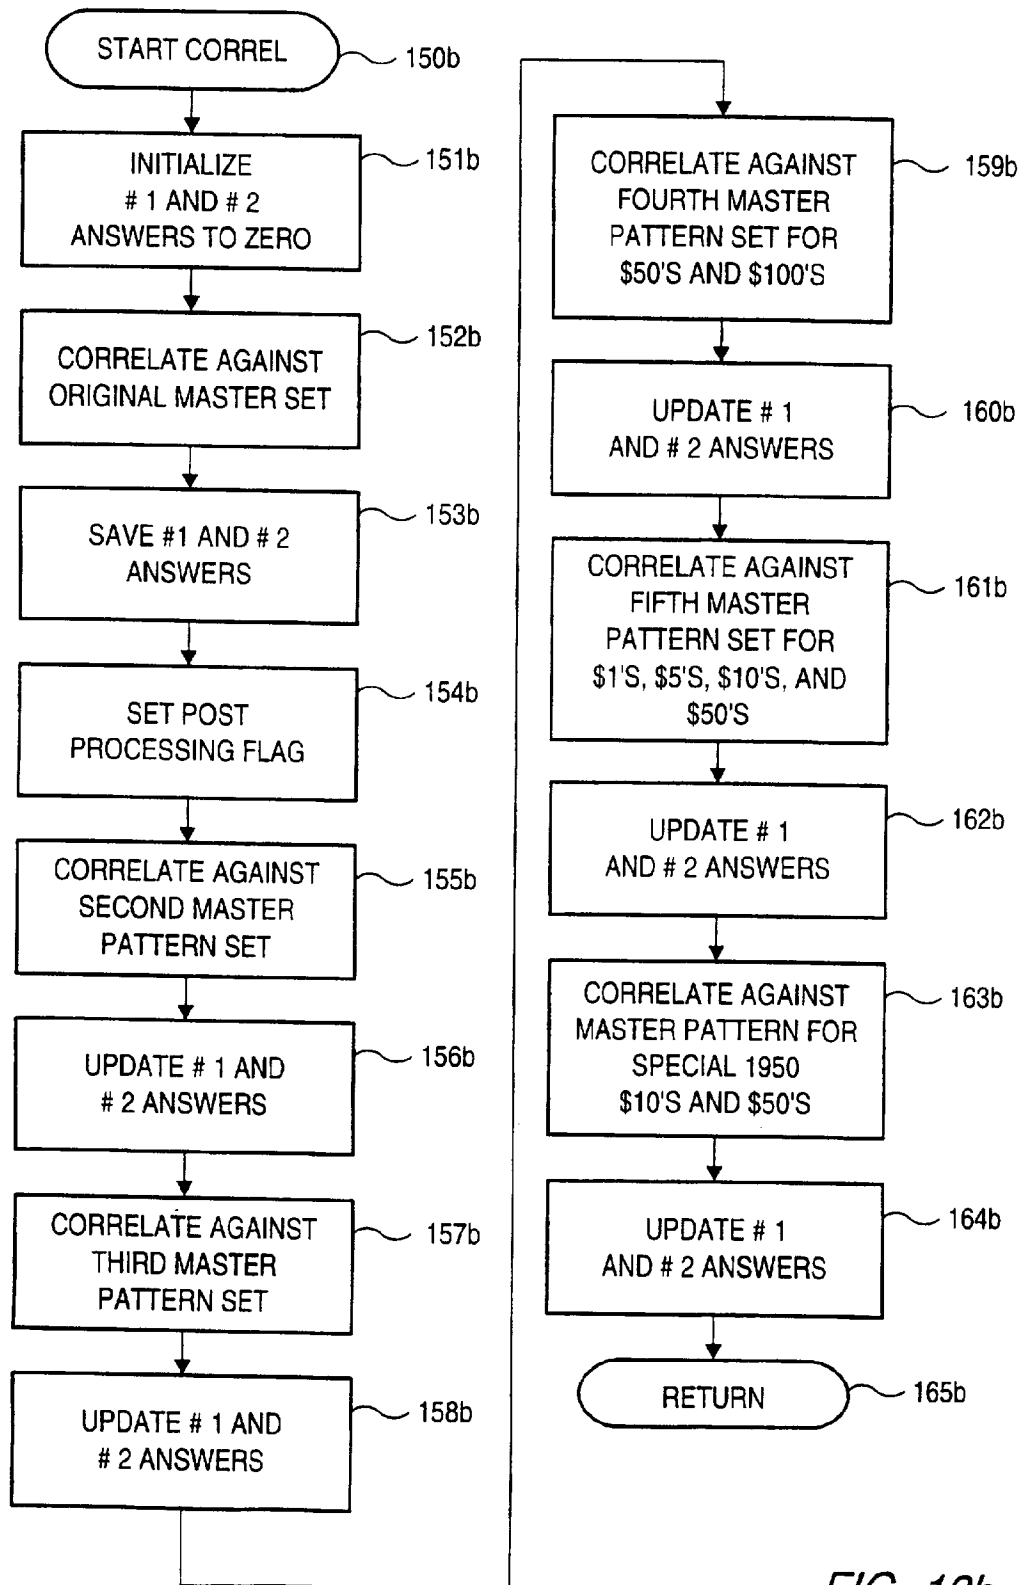 START CORREL
150b
INITIALIZE
# 1 AND # 2
ANSWERS TO ZERO
151b
CORRELATE AGAINST
ORIGINAL MASTER SET
152b
SAVE #1 AND # 2
ANSWERS
153b
SET POST
PROCESSING FLAG
154b
CORRELATE AGAINST
SECOND MASTER
PATTERN SET
155b
UPDATE # 1 AND
# 2 ANSWERS
156b
CORRELATE AGAINST
THIRD MASTER
PATTERN SET
157b
UPDATE # 1 AND
# 2 ANSWERS
158b
CORRELATE AGAINST
FOURTH MASTER
PATTERN SET FOR
$50'S AND $100'S
159b
UPDATE # 1
AND # 2 ANSWERS
160b
CORRELATE AGAINST
FIFTH MASTER
PATTERN SET FOR
$1'S, $5'S, $10'S, AND
$50'S
161b
UPDATE # 1
AND # 2 ANSWERS
162b
CORRELATE AGAINST
MASTER PATTERN FOR
SPECIAL 1950
$10'S AND $50'S
163b
UPDATE # 1
AND # 2 ANSWERS
164b
RETURN
165b
FIG.